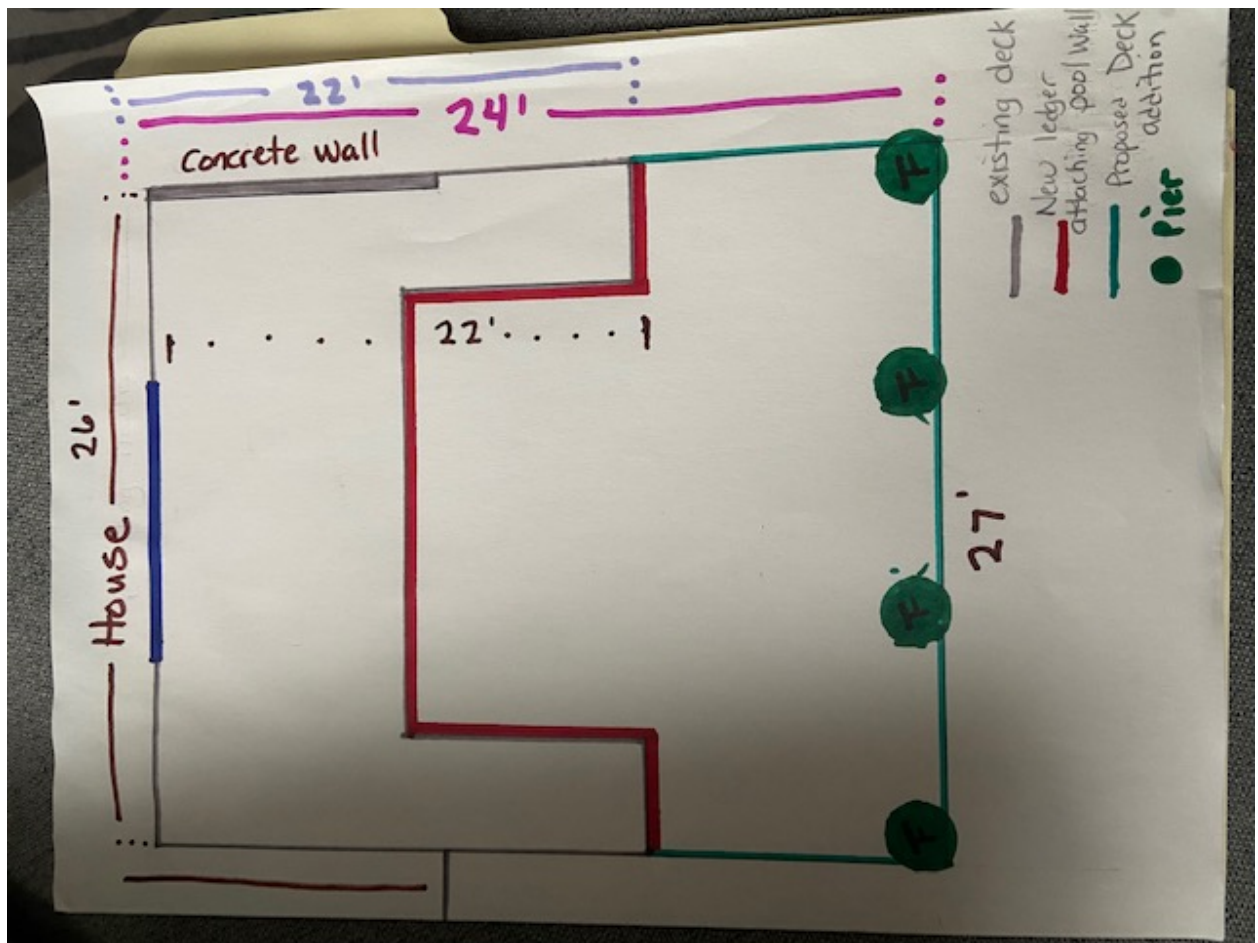 22'
24'
Concrete wall
22'
26'
House
27'
F
F
F
F
existing deck
New ledger
attaching pool wall
Proposed Deck
addition
Pier